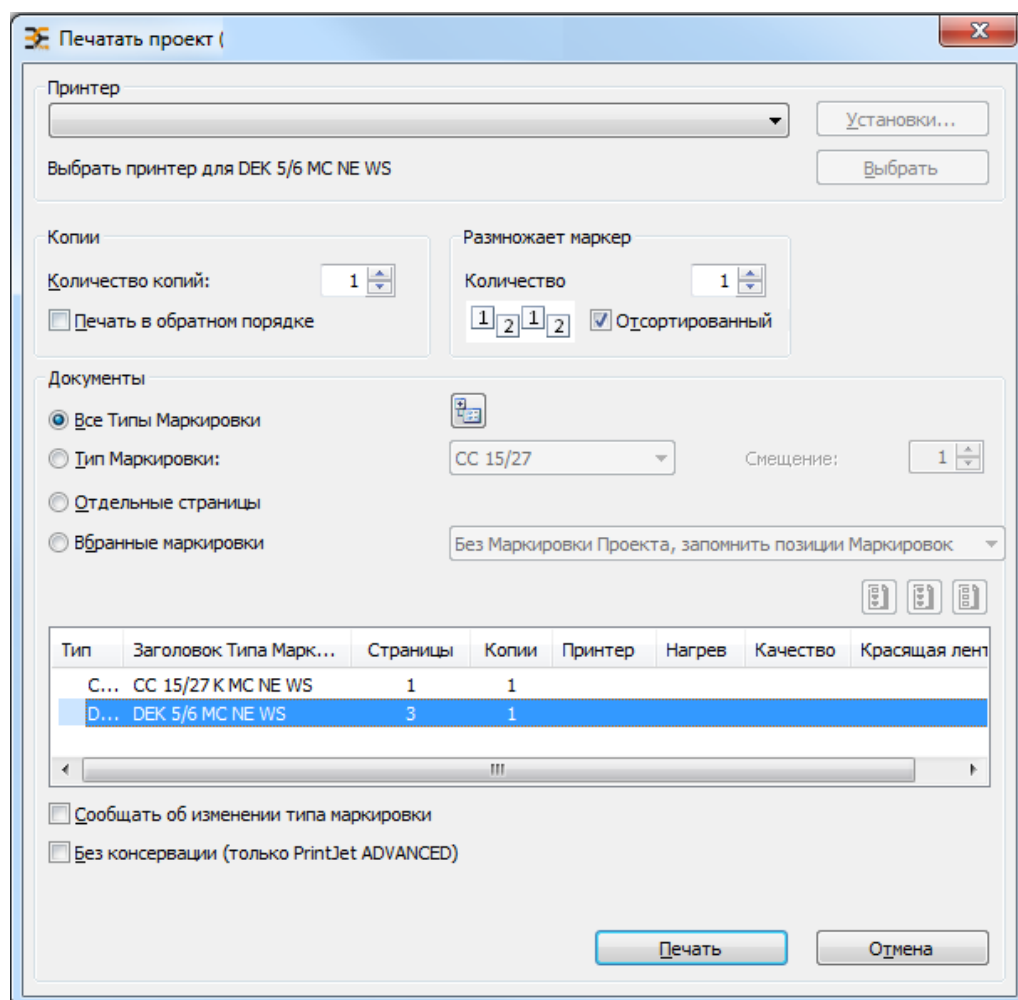 Печатать проект (
Принтер
Установки...
Выбрать принтер для DEK 5/6 MC NE WS
Выбрать
Копии
Размножает маркер
Количество копий: 1
Количество 1
Печать в обратном порядке
1 2 1 2 Отсортированный
Документы
Все Типы Маркировки
Тип Маркировки: CC 15/27 Смещение: 1
Отдельные страницы
Вбранные маркировки Без Маркировки Проекта, запомнить позиции Маркировок
Тип Заголовок Типа Марк... Страницы Копии Принтер Нагрев Качество Красящая лент
C... CC 15/27 K MC NE WS 1 1
D... DEK 5/6 MC NE WS 3 1
Сообщать об изменении типа маркировки
Без консервации (только PrintJet ADVANCED)
Печать Отмена